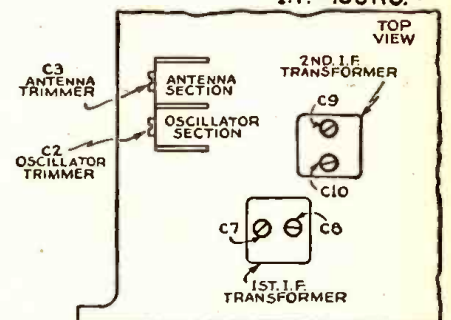 TOP
VIEW
C3
ANTENNA
TRIMMER
ANTENNA
SECTION
2ND. I.F.
TRANSFORMER
C9
OSCILLATOR
SECTION
C2
OSCILLATOR
TRIMMER
C10
C7
C8
1ST. I.F.
TRANSFORMER